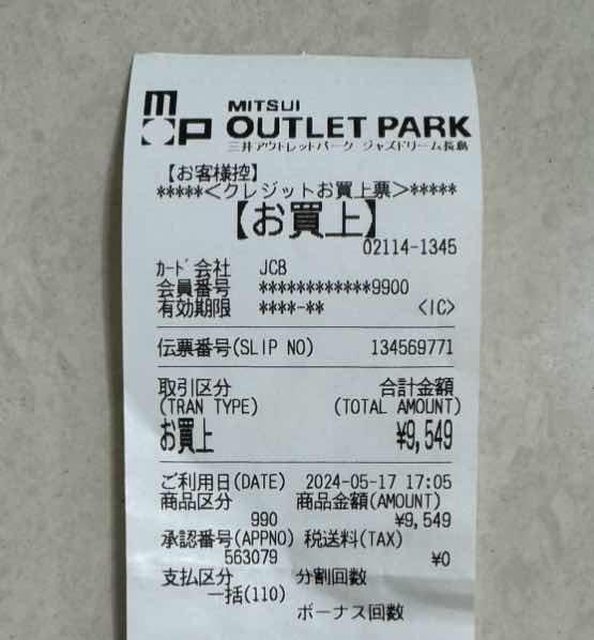 MOP MITSUI
OUTLET PARK
三井アウトレットパーク ジャズドリーム長島
【お客様控】
*****<クレジットお買上票>*****
【お買上】
02114-1345
カード会社 JCB
会員番号 ************9900
有効期限 ****-** <IC>
伝票番号(SLIP NO) 134569771
取引区分 合計金額
(TRAN TYPE) (TOTAL AMOUNT)
お買上 ¥9,549
ご利用日(DATE) 2024-05-17 17:05
商品区分 商品金額(AMOUNT)
990 ¥9,549
承認番号(APPNO) 税送料(TAX)
563079 ¥0
支払区分 分割回数
一括(110)
ボーナス回数